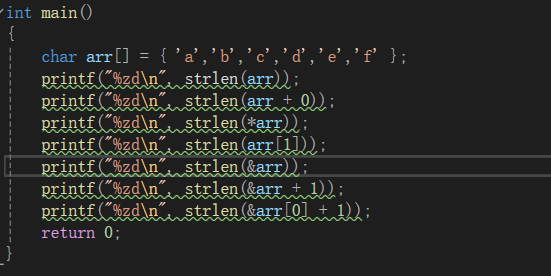 int main()
{
char arr[] = { 'a','b','c','d','e','f' };
printf("%zd\n", strlen(arr));
printf("%zd\n", strlen(arr + 0));
printf("%zd\n", strlen(*arr));
printf("%zd\n", strlen(arr[1]));
printf("%zd\n", strlen(&arr));
printf("%zd\n", strlen(&arr + 1));
printf("%zd\n", strlen(&arr[0] + 1));
return 0;
}